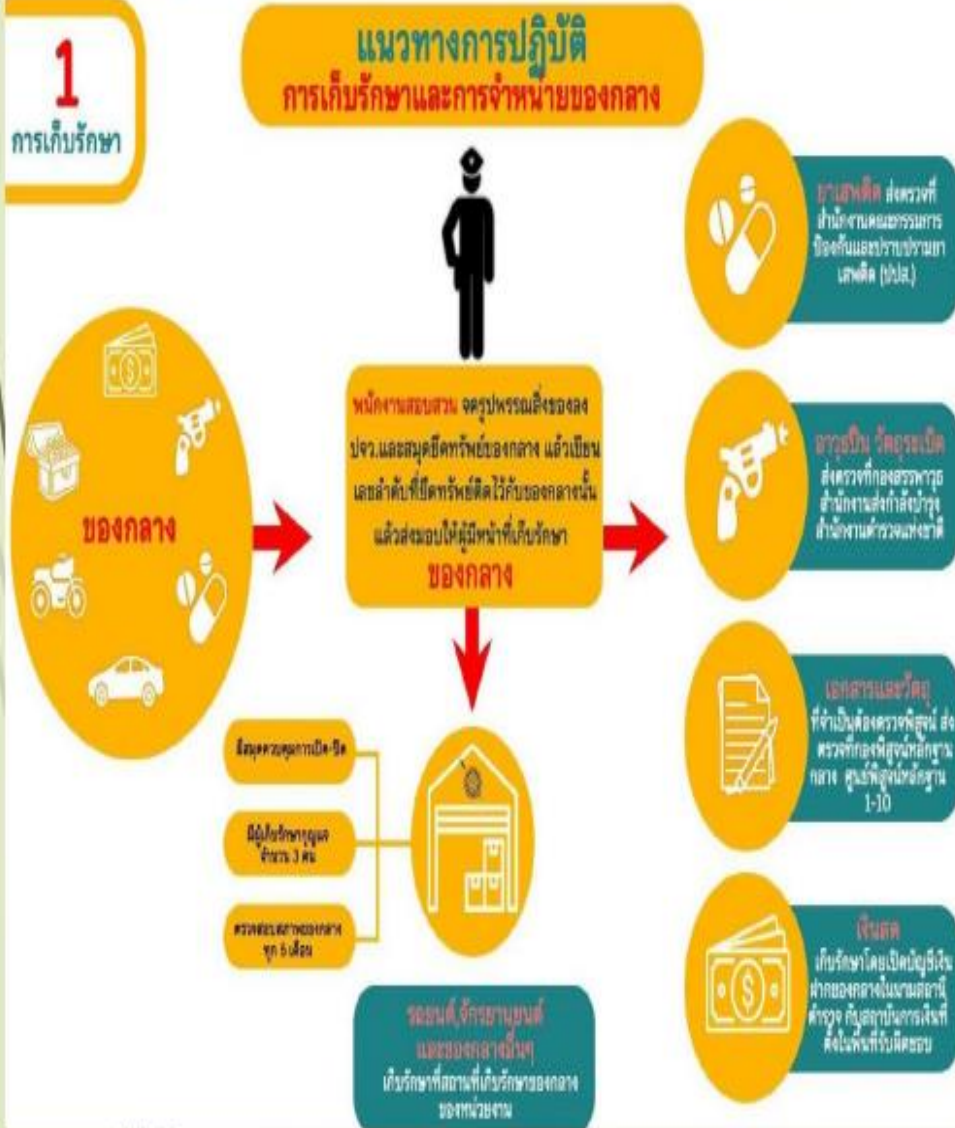 1
การเก็บรักษา
แนวทางการปฏิบัติ
การเก็บรักษาและการจำหน่ายของกลาง
ของกลาง
พนักงานสอบสวน จดรูปพรรณสิ่งของลง
ปจว.และสมุดยึดทรัพย์ของกลาง แล้วเขียน
เลขลำดับที่ยึดทรัพย์ติดไว้กับของกลางนั้น
แล้วส่งมอบให้ผู้มีหน้าที่เก็บรักษา
ของกลาง
ยาเสพติด ส่งตรวจที่
สำนักงานคณะกรรมการ
ป้องกันและปราบปรามยา
เสพติด (ปปส.)
อาวุธปืน วัตถุระเบิด
ส่งตรวจที่กองสรรพาวุธ
สำนักงานส่งกำลังบำรุง
สำนักงานตำรวจแห่งชาติ
เอกสารและวัตถุ
ที่จำเป็นต้องตรวจพิสูจน์ ส่ง
ตรวจที่กองพิสูจน์หลักฐาน
กลาง ศูนย์พิสูจน์หลักฐาน
1-10
เงินสด
เก็บรักษาโดยเปิดบัญชีเงิน
ฝากของกลางในนามสถานี
ตำรวจ กับสถาบันการเงินที่
ตั้งในพื้นที่รับผิดชอบ
มีสมุดควบคุมการเปิด-ปิด
มีผู้เก็บรักษากุญแจ
จำนวน 3 คน
ตรวจสอบสภาพของกลาง
ทุก 6 เดือน
รถยนต์,จักรยานยนต์
และของกลางอื่นๆ
เก็บรักษาที่สถานที่เก็บรักษาของกลาง
ของหน่วยงาน